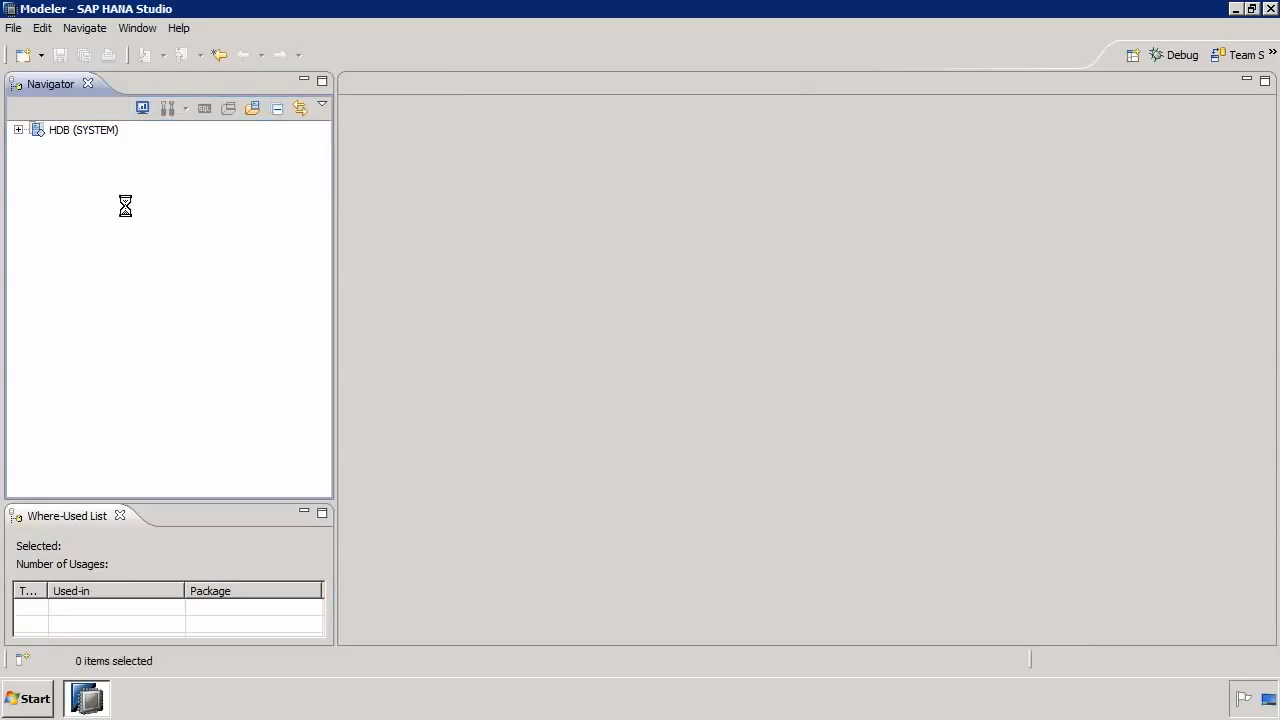 Modeler - SAP HANA Studio
File Edit Navigate Window Help
SQL
Debug
Team S
Navigator
HDB (SYSTEM)
Where-Used List
Selected:
Number of Usages:
T... Used-in Package
0 items selected
Start